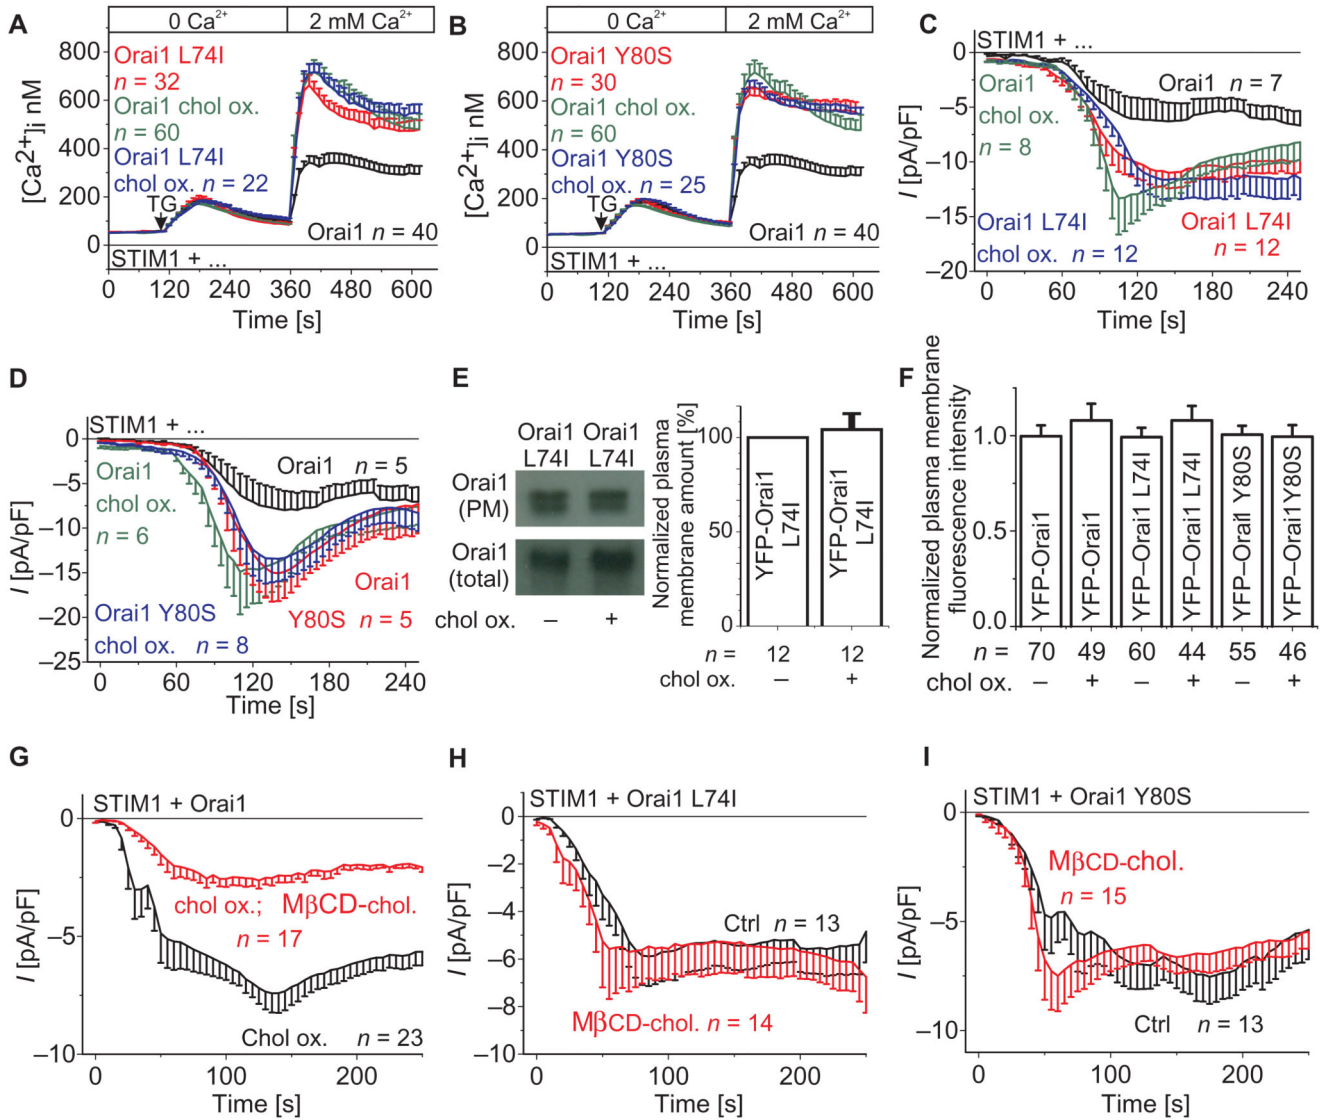 A
0 Ca²⁺ 2 mM Ca²⁺
800
600
400
200
0
[Ca²⁺]i nM
Orai1 L74I
n = 32
Orai1 chol ox.
n = 60
Orai1 L74I
chol ox. n = 22
TG
Orai1 n = 40
STIM1 + ...
0 120 240 360 480 600
Time [s]
B
0 Ca²⁺ 2 mM Ca²⁺
800
600
400
200
0
[Ca²⁺]i nM
Orai1 Y80S
n = 30
Orai1 chol ox.
n = 60
Orai1 Y80S
chol ox. n = 25
TG
Orai1 n = 40
STIM1 + ...
0 120 240 360 480 600
Time [s]
C
STIM1 + ...
0
–5
–10
–15
–20
I [pA/pF]
Orai1
chol ox.
n = 8
Orai1 n = 7
Orai1 L74I
chol ox. n = 12
Orai1 L74I
n = 12
0 60 120 180 240
Time [s]
D
STIM1 + ...
0
–5
–10
–15
–20
–25
I [pA/pF]
Orai1
chol ox.
n = 6
Orai1 n = 5
Orai1 Y80S
chol ox. n = 8
Orai1
Y80S n = 5
0 60 120 180 240
Time [s]
E
Orai1 L74I
Orai1 L74I
Orai1 (PM)
Orai1 (total)
chol ox. – +
Normalized plasma membrane amount [%]
100
50
0
YFP-Orai1 L74I
YFP-Orai1 L74I
n = 12 12
chol ox. – +
F
Normalized plasma membrane fluorescence intensity
1.0
0.5
0.0
YFP-Orai1
YFP-Orai1
YFP–Orai1 L74I
YFP–Orai1 L74I
YFP–Orai1 Y80S
YFP–Orai1 Y80S
n = 70 49 60 44 55 46
chol ox. – + – + – +
G
STIM1 + Orai1
0
–5
–10
I [pA/pF]
chol ox.; MβCD-chol.
n = 17
Chol ox. n = 23
0 100 200
Time [s]
H
STIM1 + Orai1 L74I
0
–2
–4
–6
–8
–10
I [pA/pF]
Ctrl n = 13
MβCD-chol. n = 14
0 100 200
Time [s]
I
STIM1 + Orai1 Y80S
0
–5
–10
I [pA/pF]
MβCD-chol.
n = 15
Ctrl n = 13
0 100 200
Time [s]